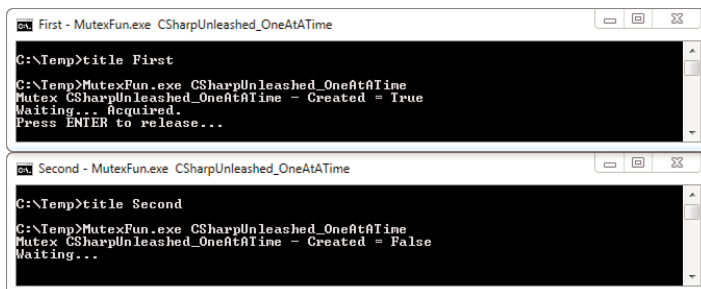 First - MutexFun.exe CSharpUnleashed_OneAtATime
C:\Temp>title First
C:\Temp>MutexFun.exe CSharpUnleashed_OneAtATime
Mutex CSharpUnleashed_OneAtATime - Created = True
Waiting... Acquired.
Press ENTER to release...
Second - MutexFun.exe CSharpUnleashed_OneAtATime
C:\Temp>title Second
C:\Temp>MutexFun.exe CSharpUnleashed_OneAtATime
Mutex CSharpUnleashed_OneAtATime - Created = False
Waiting...